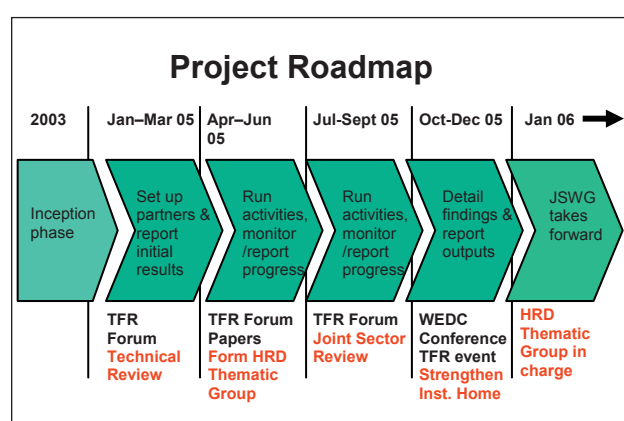 Project Roadmap
2003
Jan–Mar 05
Apr–Jun
05
Jul-Sept 05
Oct-Dec 05
Jan 06
Inception
phase
Set up
partners &
report
initial
results
Run
activities,
monitor
/report
progress
Run
activities,
monitor
/report
progress
Detail
findings &
report
outputs
JSWG
takes
forward
TFR
Forum
Technical
Review
TFR Forum
Papers
Form HRD
Thematic
Group
TFR Forum
Joint Sector
Review
WEDC
Conference
TFR event
Strengthen
Inst. Home
HRD
Thematic
Group in
charge